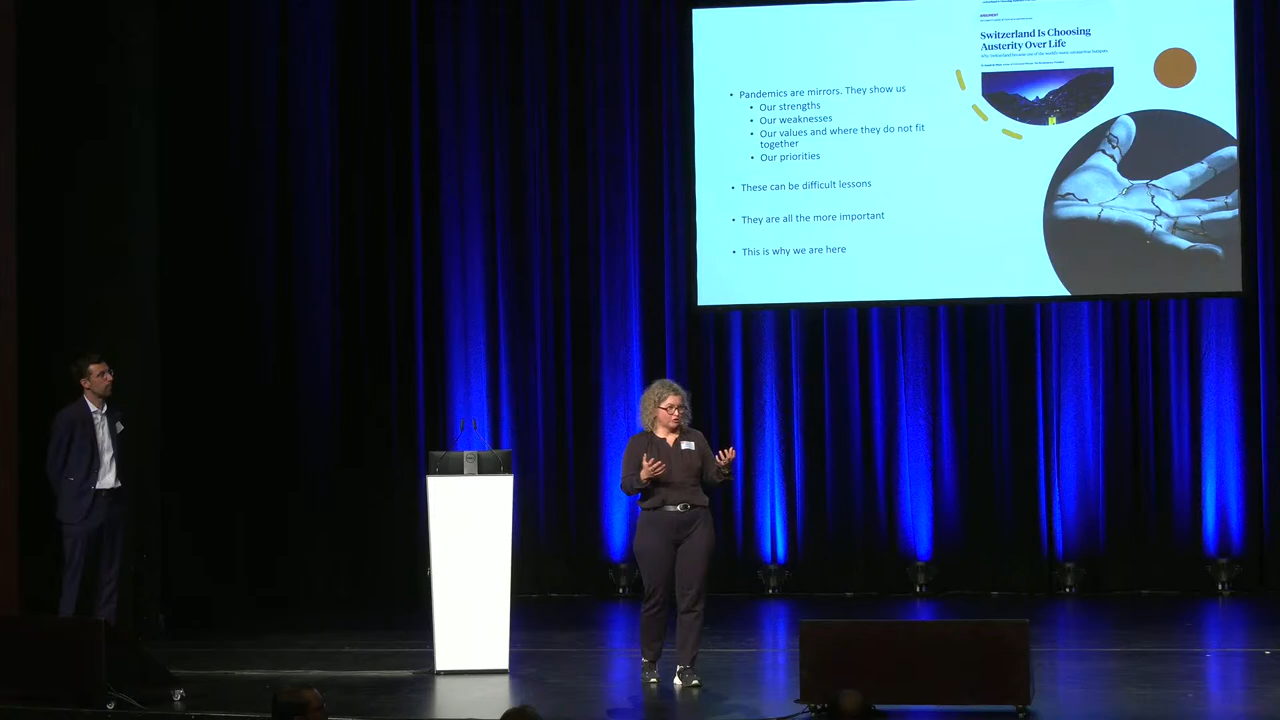 ARGUMENT
Switzerland Is Choosing
Austerity Over Life
• Pandemics are mirrors. They show us
• Our strengths
• Our weaknesses
• Our values and where they do not fit
together
• Our priorities
• These can be difficult lessons
• They are all the more important
• This is why we are here
DELL